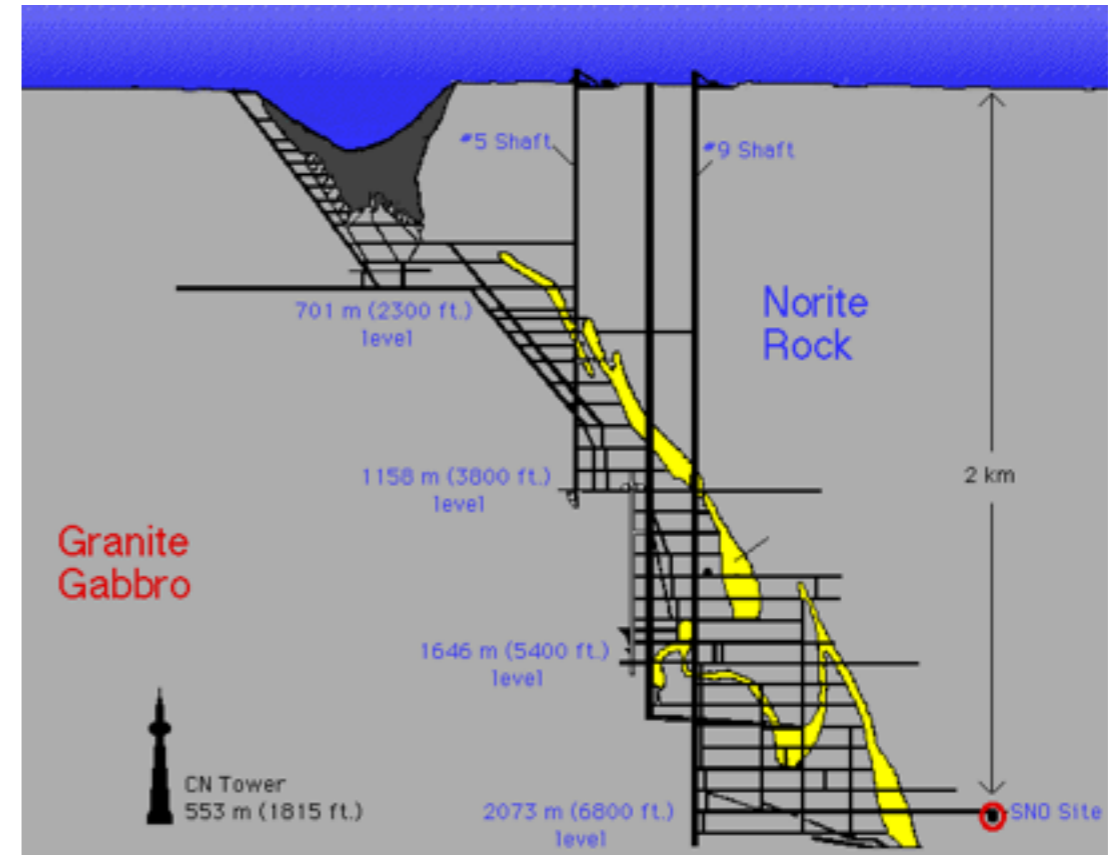 #5 Shaft
#9 Shaft
701 m (2300 ft.)
level
Norite
Rock
1158 m (3800 ft.)
level
2 km
Granite
Gabbro
1646 m (5400 ft.)
level
CN Tower
553 m (1815 ft.)
2073 m (6800 ft.)
level
SNO Site